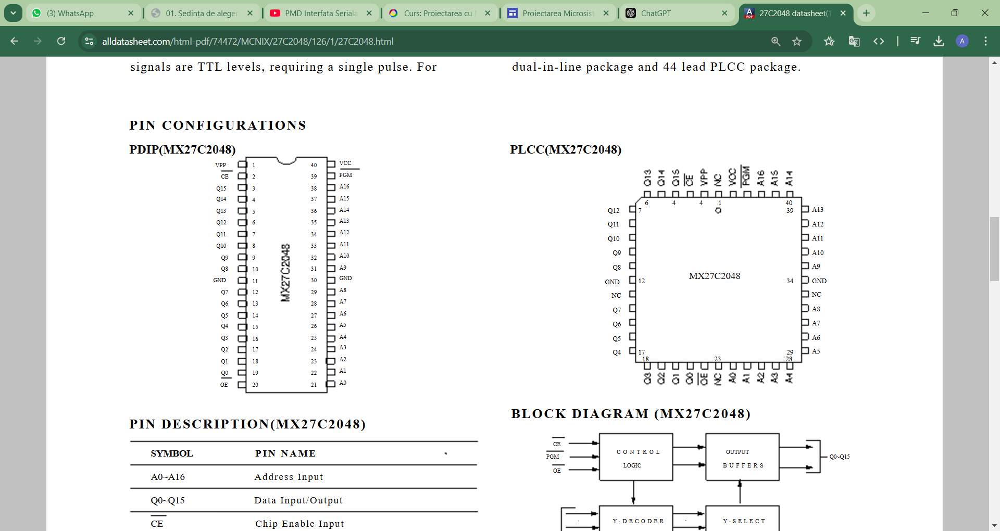 (3) WhatsApp
01. Ședința de aleger
PMD Interfata Seriala
Curs: Proiectarea cu
Proiectarea Microsist
ChatGPT
27C2048 datasheet(1
alldatasheet.com/html-pdf/74472/MCNIX/27C2048/126/1/27C2048.html
A
signals are TTL levels, requiring a single pulse. For
dual-in-line package and 44 lead PLCC package.
PIN CONFIGURATIONS
PDIP(MX27C2048)
VPP 1 40 VCC
CE 2 39 PGM
Q15 3 38 A16
Q14 4 37 A15
Q13 5 36 A14
Q12 6 35 A13
Q11 7 34 A12
Q10 8 33 A11
Q9 9 32 A10
Q8 10 31 A9
GND 11 30 GND
Q7 12 29 A8
Q6 13 28 A7
Q5 14 27 A6
Q4 15 26 A5
Q3 16 25 A4
Q2 17 24 A3
Q1 18 23 A2
Q0 19 22 A1
OE 20 21 A0
MX27C2048
PLCC(MX27C2048)
Q13 Q14 Q15 CE VPP NC VCC PGM A16 A15 A14
6 4 4 1 40
Q12 7 39 A13
Q11 A12
Q10 A11
Q9 A10
Q8 A9
GND 12 34 GND
NC NC
Q7 A8
Q6 A7
Q5 A6
Q4 17 29 A5
18 23 28
Q3 Q2 Q1 Q0 OE NC A0 A1 A2 A3 A4
MX27C2048
PIN DESCRIPTION(MX27C2048)
SYMBOL PIN NAME
A0~A16 Address Input
Q0~Q15 Data Input/Output
CE Chip Enable Input
BLOCK DIAGRAM (MX27C2048)
CE
PGM
OE
CONTROL
LOGIC
OUTPUT
BUFFERS
Q0~Q15
Y-DECODER
Y-SELECT